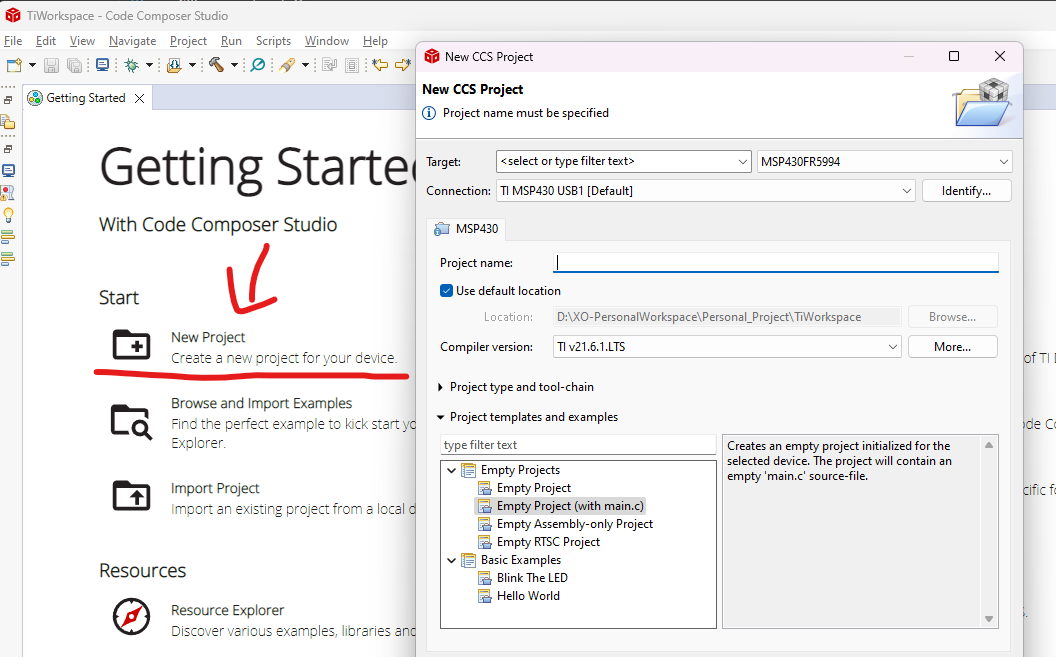 TiWorkspace - Code Composer Studio
File Edit View Navigate Project Run Scripts Window Help
Getting Started
Getting Started
With Code Composer Studio
Start
New Project
Create a new project for your device.
Browse and Import Examples
Find the perfect example to kick start yo
Explorer.
Import Project
Import an existing project from a local d
Resources
Resource Explorer
Discover various examples, libraries and
New CCS Project
New CCS Project
Project name must be specified
Target: <select or type filter text> MSP430FR5994
Connection: TI MSP430 USB1 [Default] Identify...
MSP430
Project name:
Use default location
Location: D:\XO-PersonalWorkspace\Personal_Project\TiWorkspace Browse...
Compiler version: TI v21.6.1.LTS More...
Project type and tool-chain
Project templates and examples
type filter text
Empty Projects
Empty Project
Empty Project (with main.c)
Empty Assembly-only Project
Empty RTSC Project
Basic Examples
Blink The LED
Hello World
Creates an empty project initialized for the
selected device. The project will contain an
empty 'main.c' source-file.
of TI